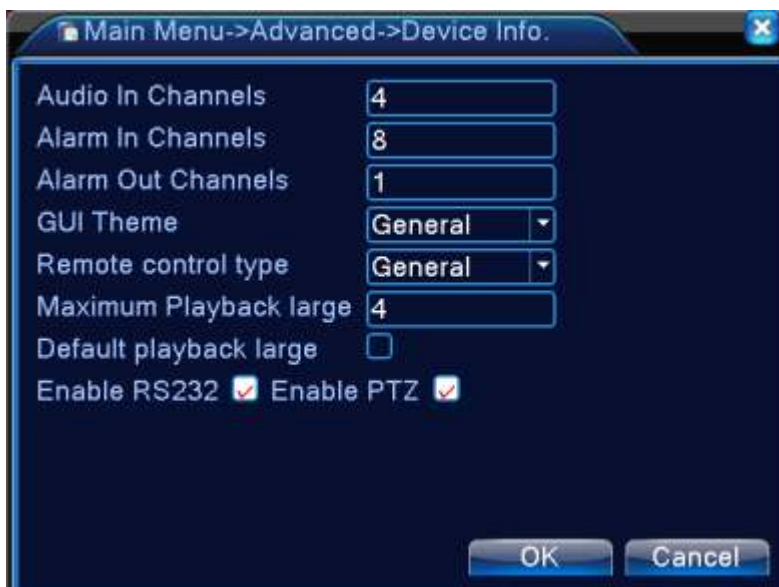 Main Menu->Advanced->Device Info.
Audio In Channels 4
Alarm In Channels 8
Alarm Out Channels 1
GUI Theme General
Remote control type General
Maximum Playback large 4
Default playback large
Enable RS232 Enable PTZ
OK Cancel